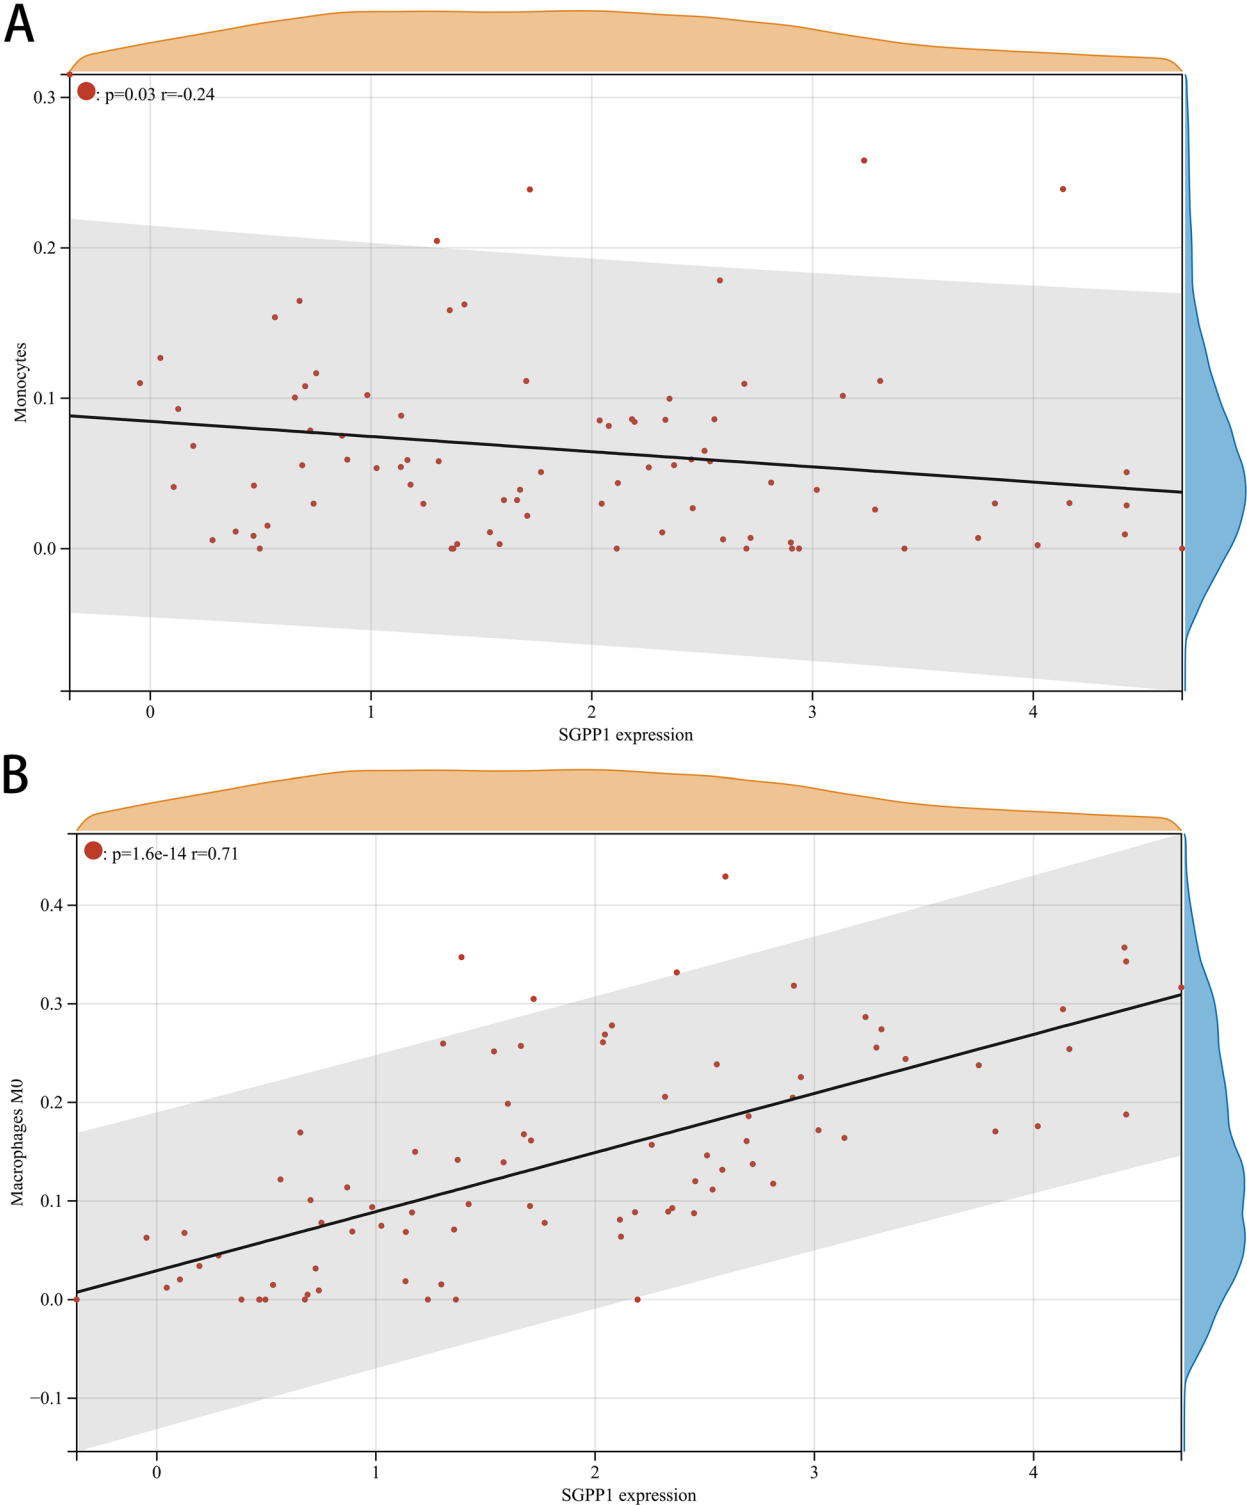 A
: p=0.03 r=-0.24
0.3
0.2
0.1
0.0
Monocytes
0 1 2 3 4
SGPP1 expression
B
: p=1.6e-14 r=0.71
0.4
0.3
0.2
0.1
0.0
−0.1
Macrophages M0
0 1 2 3 4
SGPP1 expression